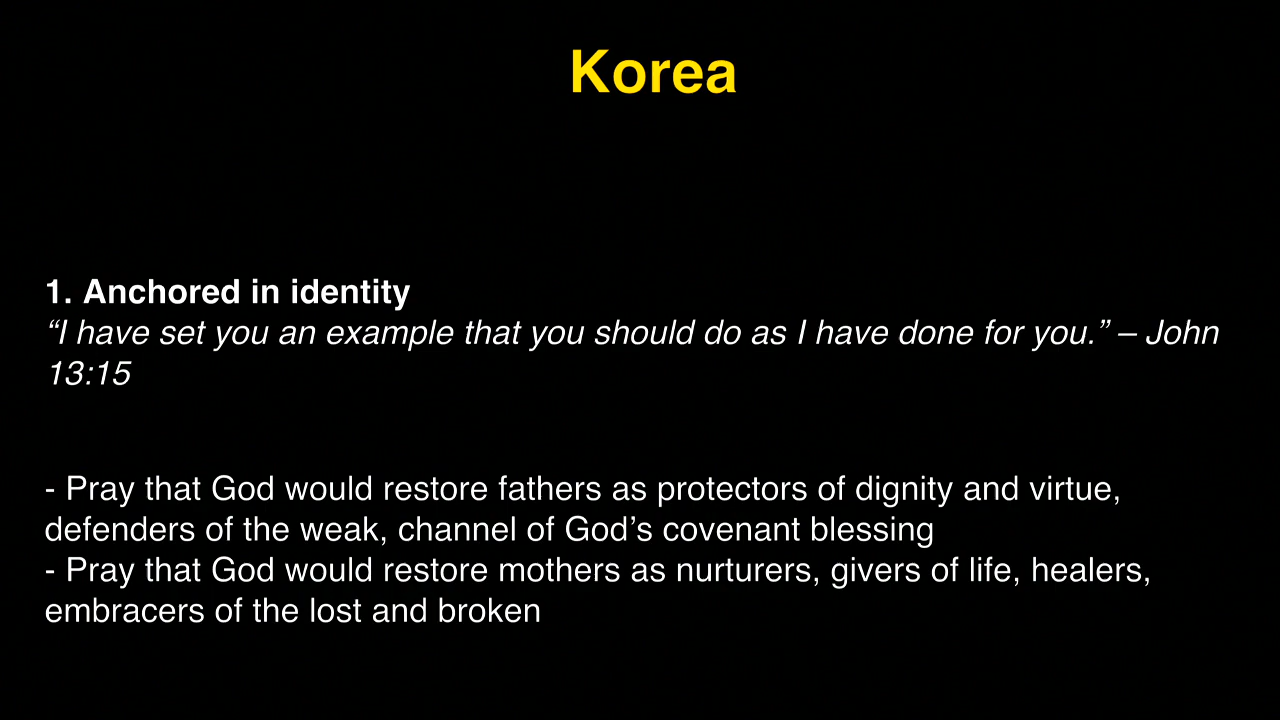 Korea
1. Anchored in identity
“I have set you an example that you should do as I have done for you.” – John
13:15
- Pray that God would restore fathers as protectors of dignity and virtue,
defenders of the weak, channel of God’s covenant blessing
- Pray that God would restore mothers as nurturers, givers of life, healers,
embracers of the lost and broken